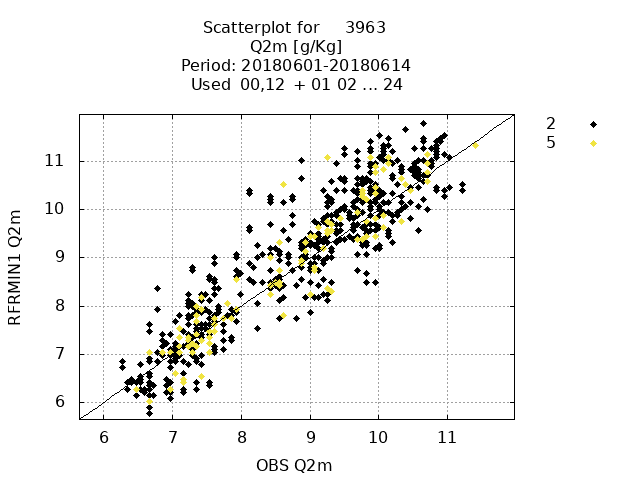 Scatterplot for 3963
Q2m [g/Kg]
Period: 20180601-20180614
Used 00,12 + 01 02 ... 24
2
5
11
10
9
8
7
6
RFRMIN1 Q2m
6 7 8 9 10 11
OBS Q2m